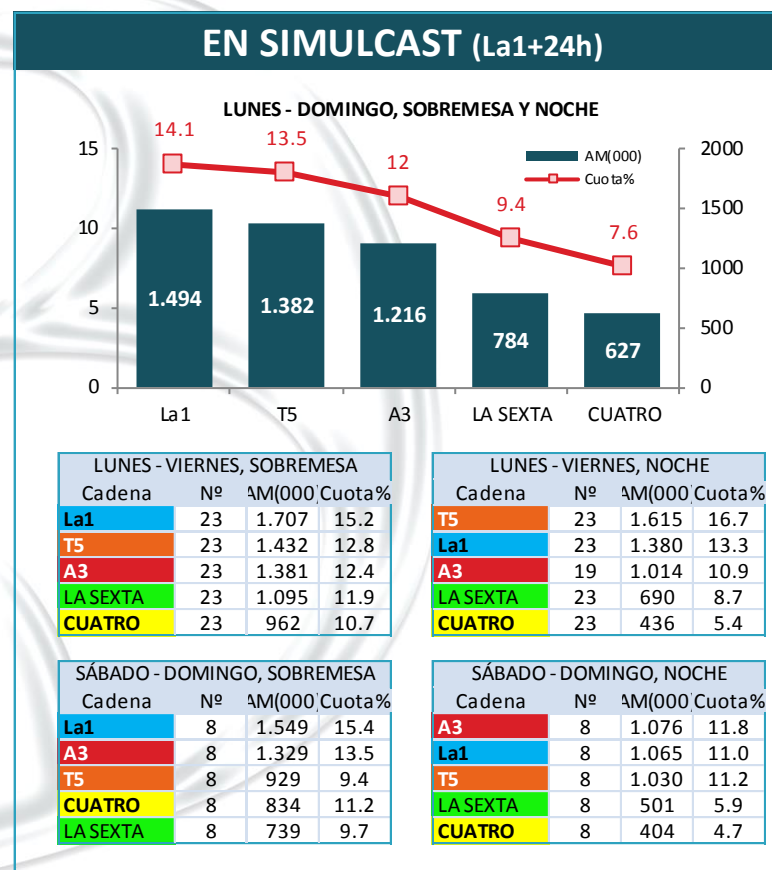 EN SIMULCAST (La1+24h)
LUNES - DOMINGO, SOBREMESA Y NOCHE
14.1 13.5 12 9.4 7.6
AM(000)
Cuota%
15 10 5 0
2000 1500 1000 500 0
1.494 1.382 1.216 784 627
La1 T5 A3 LA SEXTA CUATRO
LUNES - VIERNES, SOBREMESA
Cadena Nº AM(000) Cuota%
La1 23 1.707 15.2
T5 23 1.432 12.8
A3 23 1.381 12.4
LA SEXTA 23 1.095 11.9
CUATRO 23 962 10.7
LUNES - VIERNES, NOCHE
Cadena Nº AM(000) Cuota%
T5 23 1.615 16.7
La1 23 1.380 13.3
A3 19 1.014 10.9
LA SEXTA 23 690 8.7
CUATRO 23 436 5.4
SÁBADO - DOMINGO, SOBREMESA
Cadena Nº AM(000) Cuota%
La1 8 1.549 15.4
A3 8 1.329 13.5
T5 8 929 9.4
CUATRO 8 834 11.2
LA SEXTA 8 739 9.7
SÁBADO - DOMINGO, NOCHE
Cadena Nº AM(000) Cuota%
A3 8 1.076 11.8
La1 8 1.065 11.0
T5 8 1.030 11.2
LA SEXTA 8 501 5.9
CUATRO 8 404 4.7